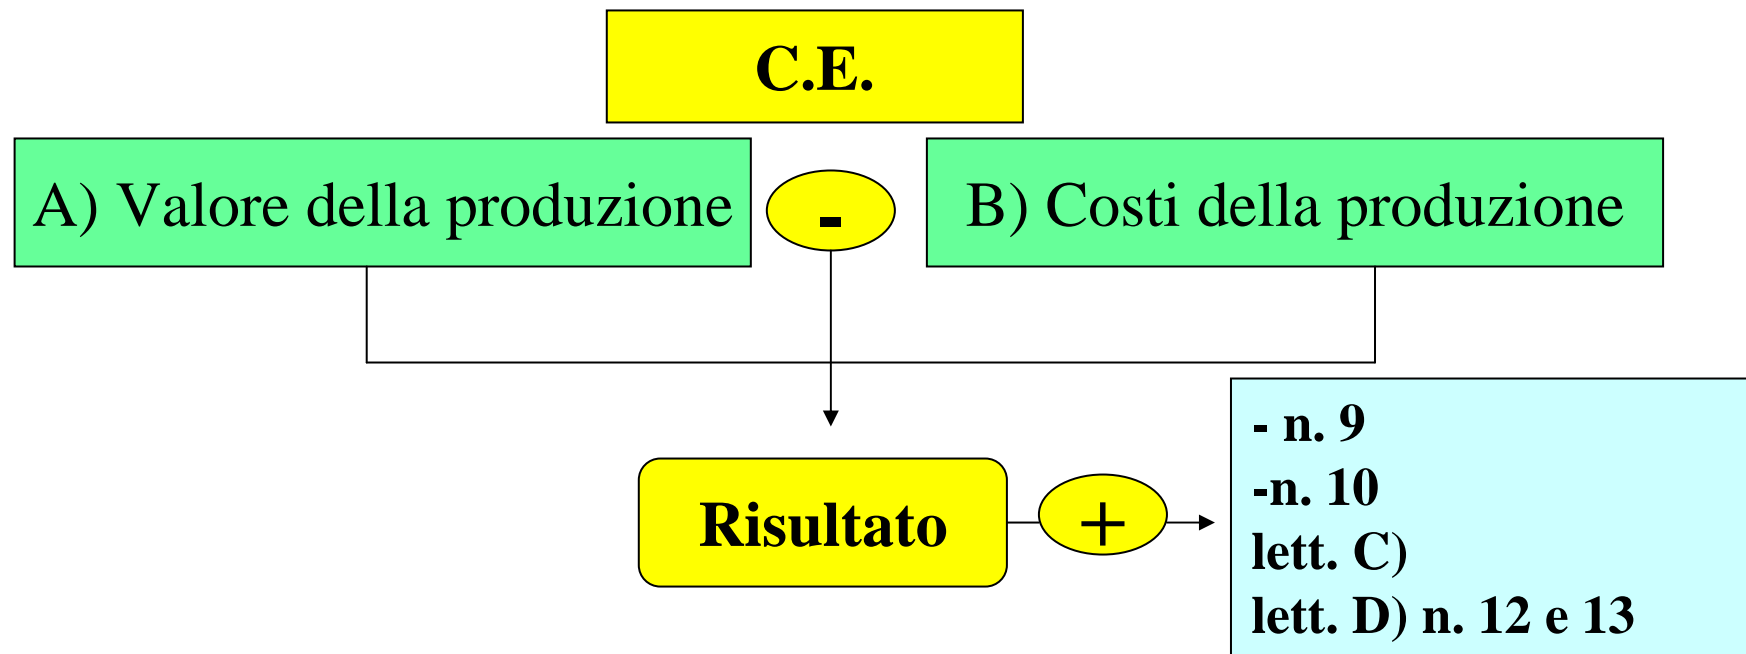 C.E.
A) Valore della produzione
-
B) Costi della produzione
Risultato
+
- n. 9
-n. 10
lett. C)
lett. D) n. 12 e 13